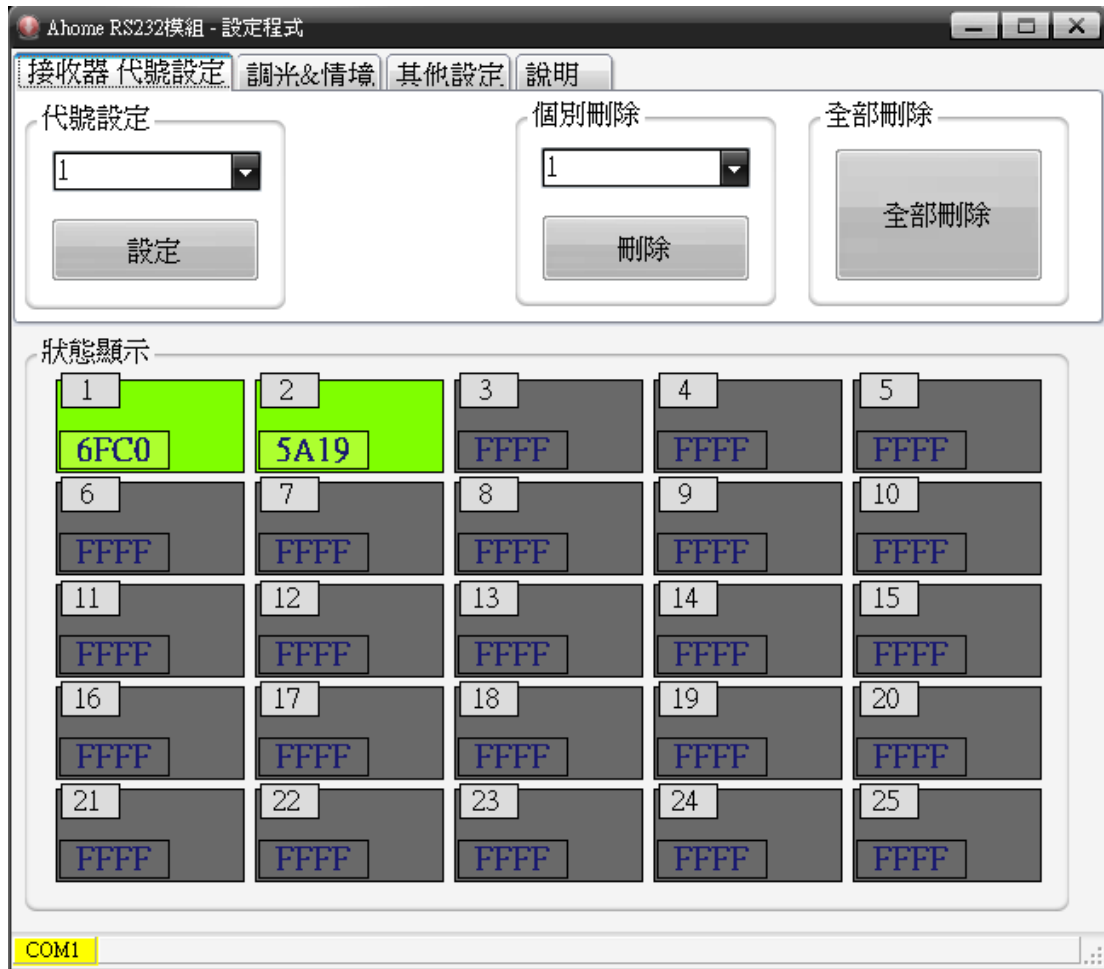 Ahome RS232模組 - 設定程式
接收器 代號設定 調光&情境 其他設定 說明
代號設定 個別刪除 全部刪除
1 1
設定 刪除 全部刪除
狀態顯示
1 2 3 4 5
6FC0 5A19 FFFF FFFF FFFF
6 7 8 9 10
FFFF FFFF FFFF FFFF FFFF
11 12 13 14 15
FFFF FFFF FFFF FFFF FFFF
16 17 18 19 20
FFFF FFFF FFFF FFFF FFFF
21 22 23 24 25
FFFF FFFF FFFF FFFF FFFF
COM1